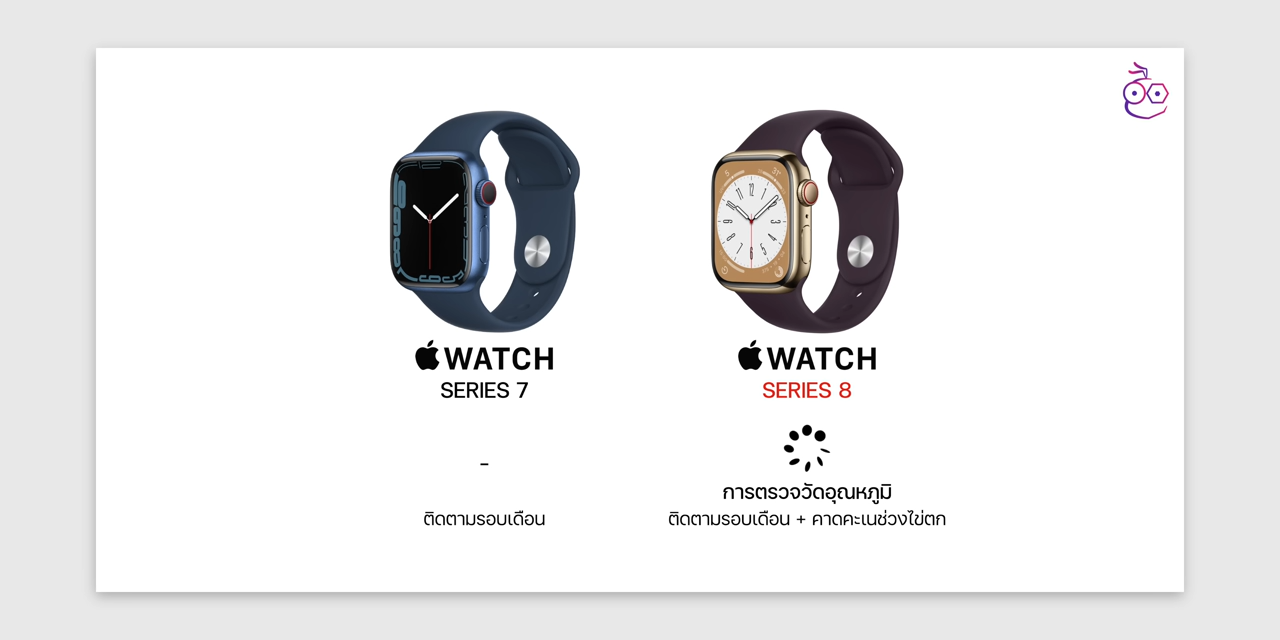 WATCH
SERIES 7
-
ติดตามรอบเดือน
WATCH
SERIES 8
การตรวจวัดอุณหภูมิ
ติดตามรอบเดือน + คาดคะเนช่วงไข่ตก